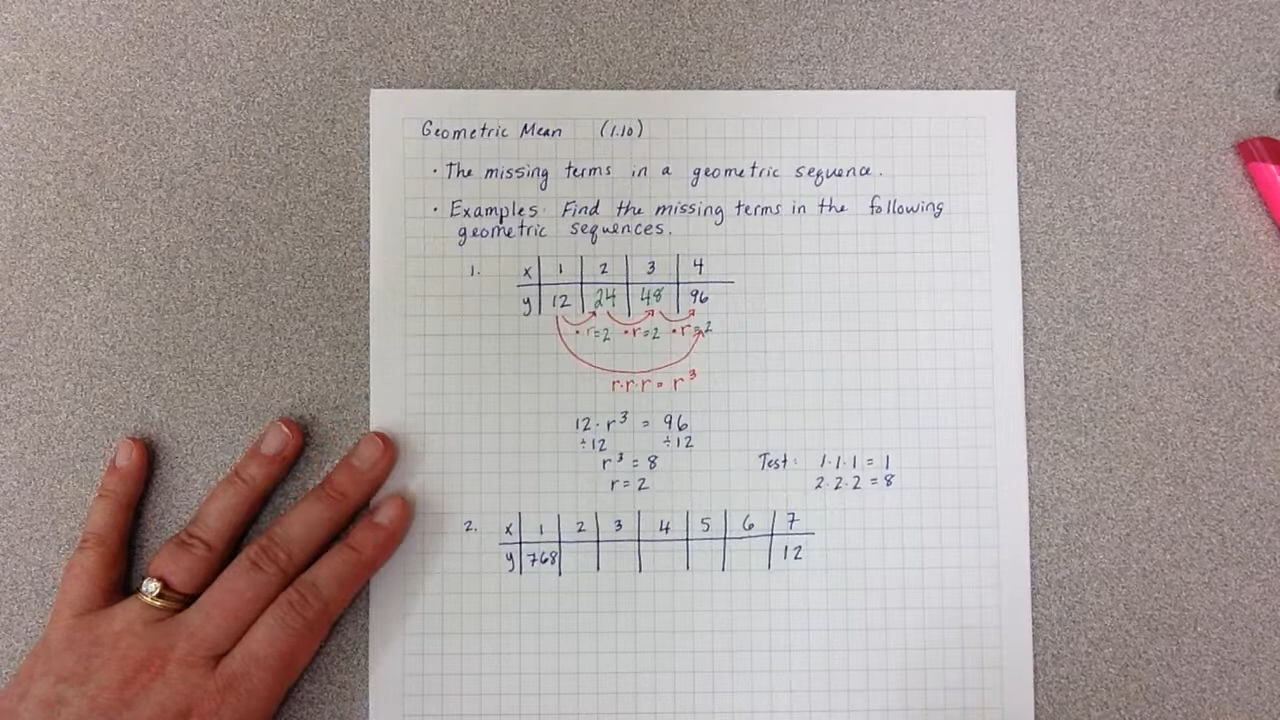 Geometric Mean (1.10)
· The missing terms in a geometric sequence.
· Examples: Find the missing terms in the following
geometric sequences.
1. x 1 2 3 4
y 12 24 48 96
·r=2 ·r=2 ·r=2
r·r·r = r³
12·r³ = 96
÷12 ÷12
r³ = 8 Test: 1·1·1 = 1
r = 2 2·2·2 = 8
2. x 1 2 3 4 5 6 7
y 768 12